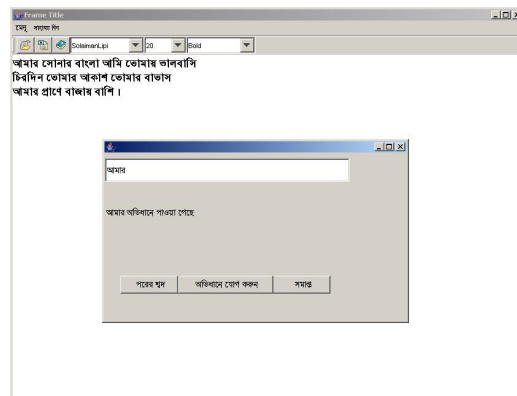 Frame Title
মেনু সাহায্য নিন
SolaimanLipi 20 Bold
আমার সোনার বাংলা আমি তোমায় ভালবাসি
চিরদিন তোমার আকাশ তোমার বাতাস
আমার প্রাণে বাজায় বাশি ।
আমার
আমার অভিধানে পাওয়া গেছে
পরের শব্দ অভিধানে যোগ করুন সমাপ্ত